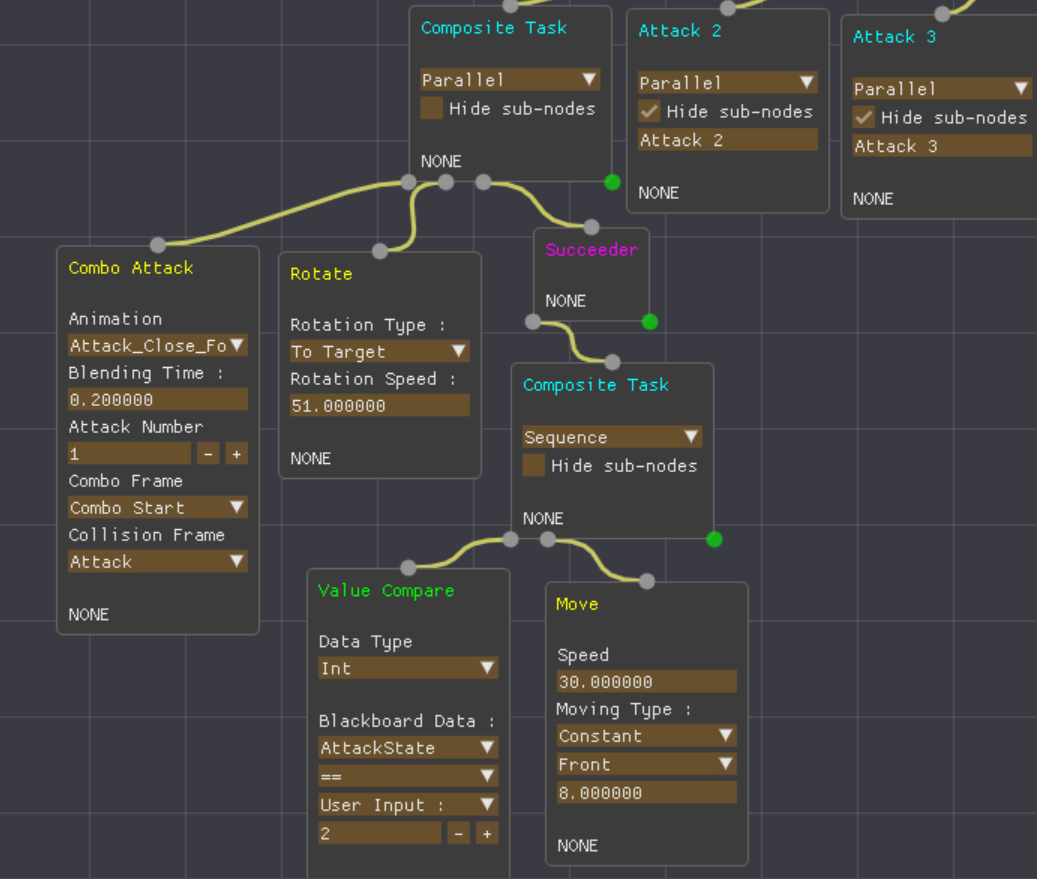 Composite Task
Parallel
Hide sub-nodes
NONE
Attack 2
Parallel
Hide sub-nodes
Attack 2
NONE
Attack 3
Parallel
Hide sub-nodes
Attack 3
NONE
Combo Attack
Animation
Attack_Close_Fo
Blending Time :
0.200000
Attack Number
1 - +
Combo Frame
Combo Start
Collision Frame
Attack
NONE
Rotate
Rotation Type :
To Target
Rotation Speed :
51.000000
NONE
Succeeder
NONE
Composite Task
Sequence
Hide sub-nodes
NONE
Value Compare
Data Type
Int
Blackboard Data :
AttackState
==
User Input :
2 - +
Move
Speed
30.000000
Moving Type :
Constant
Front
8.000000
NONE